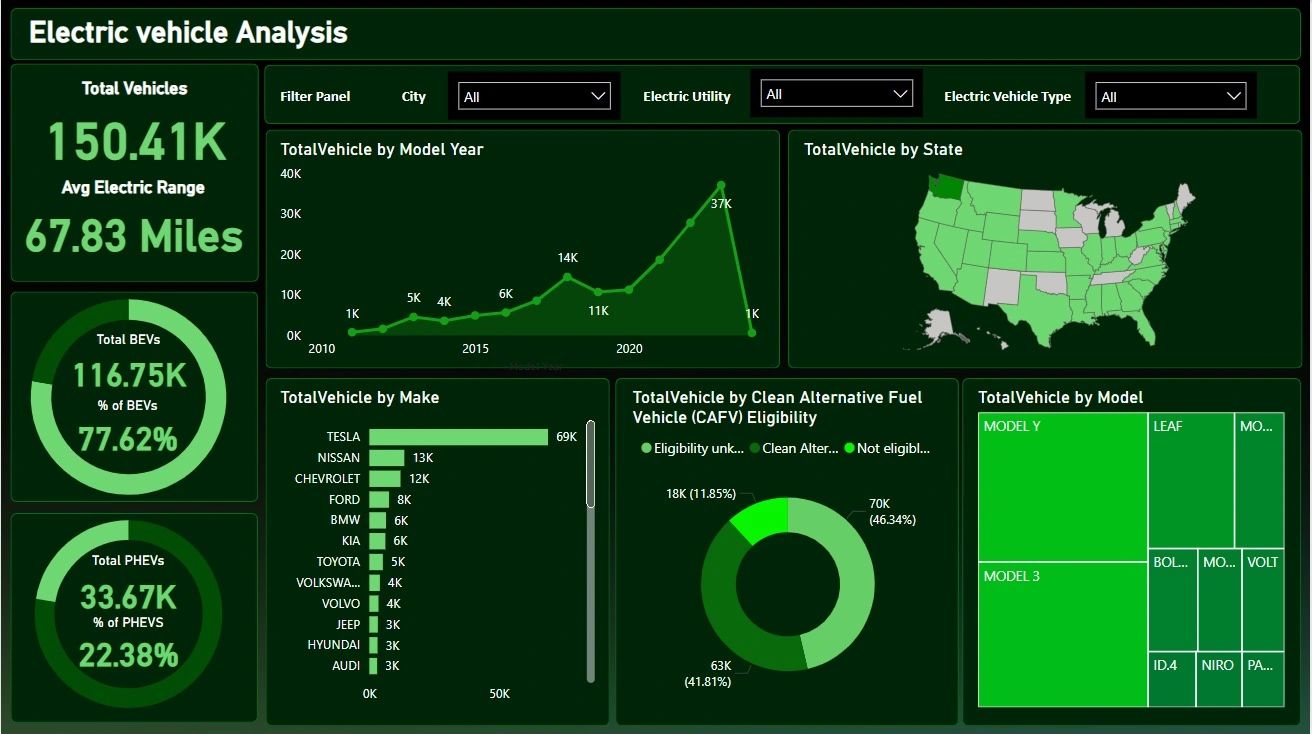 Electric vehicle Analysis
Total Vehicles
150.41K
Avg Electric Range
67.83 Miles
Filter Panel
City
All
Electric Utility
All
Electric Vehicle Type
All
TotalVehicle by Model Year
40K
30K
20K
10K
0K
1K
5K
4K
6K
14K
11K
37K
1K
2010
2015
2020
Model Year
TotalVehicle by State
Total BEVs
116.75K
% of BEVs
77.62%
Total PHEVs
33.67K
% of PHEVS
22.38%
TotalVehicle by Make
TESLA 69K
NISSAN 13K
CHEVROLET 12K
FORD 8K
BMW 6K
KIA 6K
TOYOTA 5K
VOLKSWA... 4K
VOLVO 4K
JEEP 3K
HYUNDAI 3K
AUDI 3K
0K 50K
TotalVehicle by Clean Alternative Fuel
Vehicle (CAFV) Eligibility
Eligibility unk... Clean Alter... Not eligibl...
18K (11.85%)
70K
(46.34%)
63K
(41.81%)
TotalVehicle by Model
MODEL Y
MODEL 3
LEAF
MO...
BOL...
MO...
VOLT
ID.4
NIRO
PA...